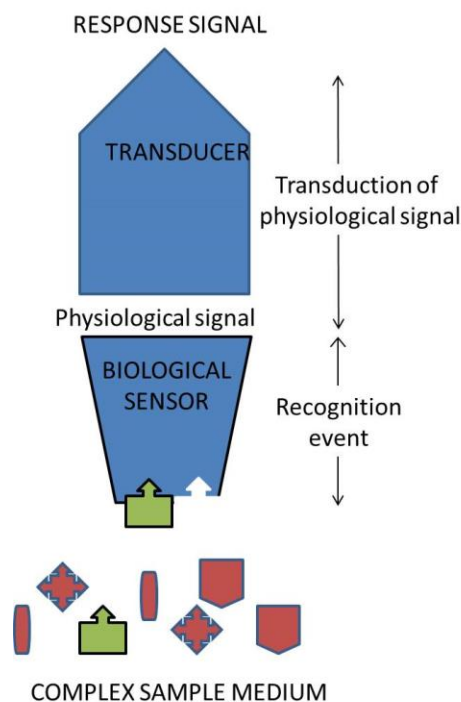 RESPONSE SIGNAL
TRANSDUCER
Transduction of
physiological signal
Physiological signal
BIOLOGICAL
SENSOR
Recognition
event
COMPLEX SAMPLE MEDIUM